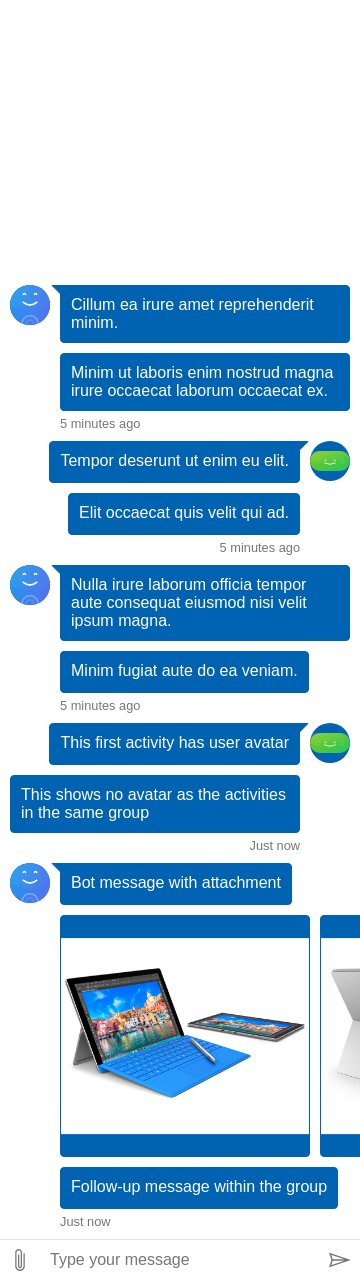 Cillum ea irure amet reprehenderit
minim.
Minim ut laboris enim nostrud magna
irure occaecat laborum occaecat ex.
5 minutes ago
Tempor deserunt ut enim eu elit.
Elit occaecat quis velit qui ad.
5 minutes ago
Nulla irure laborum officia tempor
aute consequat eiusmod nisi velit
ipsum magna.
Minim fugiat aute do ea veniam.
5 minutes ago
This first activity has user avatar
This shows no avatar as the activities
in the same group
Just now
Bot message with attachment
Follow-up message within the group
Just now
Type your message